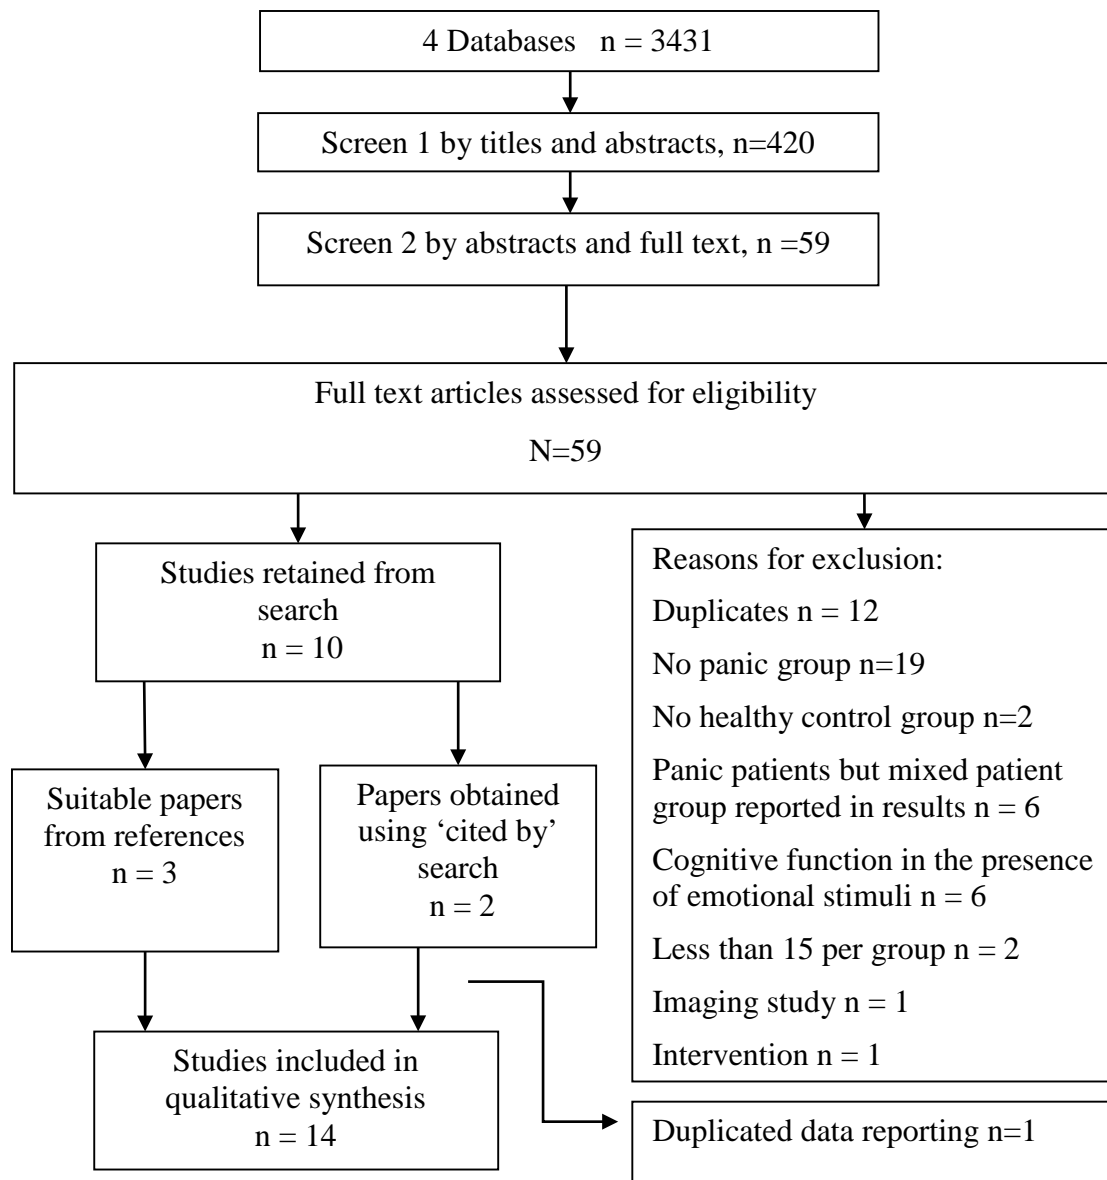 4 Databases n = 3431
Screen 1 by titles and abstracts, n=420
Screen 2 by abstracts and full text, n =59
Full text articles assessed for eligibility
N=59
Studies retained from
search
n = 10
Reasons for exclusion:
Duplicates n = 12
No panic group n=19
No healthy control group n=2
Panic patients but mixed patient
group reported in results n = 6
Cognitive function in the presence
of emotional stimuli n = 6
Less than 15 per group n = 2
Imaging study n = 1
Intervention n = 1
Suitable papers
from references
n = 3
Papers obtained
using ‘cited by’
search
n = 2
Studies included in
qualitative synthesis
n = 14
Duplicated data reporting n=1